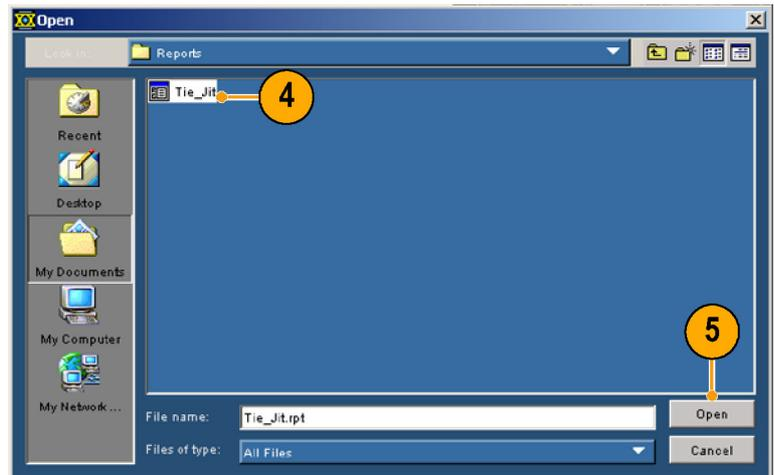 Open
Look in:
Reports
Tie_Jit
4
Recent
Desktop
My Documents
My Computer
My Network ...
5
File name:
Tie_Jit.rpt
Open
Files of type:
All Files
Cancel